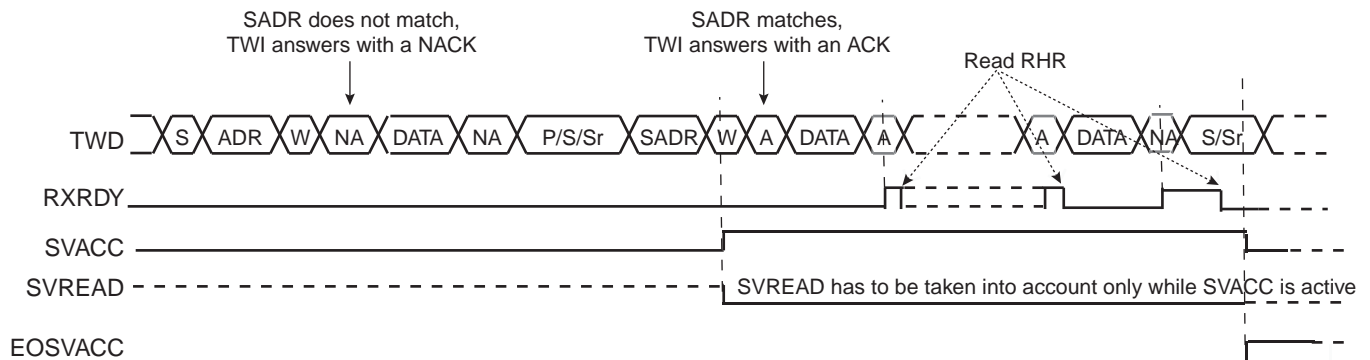 SADR does not match,
TWI answers with a NACK
SADR matches,
TWI answers with an ACK
Read RHR
TWD S ADR W NA DATA NA P/S/Sr SADR W A DATA A A DATA NA S/Sr
RXRDY
SVACC
SVREAD SVREAD has to be taken into account only while SVACC is active
EOSVACC